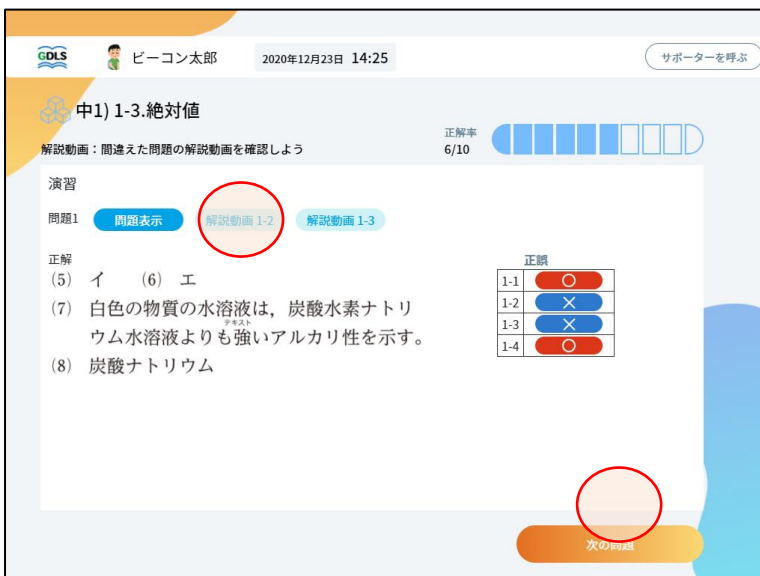 GDLS ビーコン太郎 2020年12月23日 14:25 サポーターを呼ぶ
中1) 1-3.絶対値
解説動画：間違えた問題の解説動画を確認しよう
正解率
6/10
演習
問題1 問題表示 解説動画 1-2 解説動画 1-3
正解
(5) イ (6) エ
(7) 白色の物質の水溶液は，炭酸水素ナトリ
テキスト
ウム水溶液よりも強いアルカリ性を示す。
(8) 炭酸ナトリウム
正誤
1-1 ○
1-2 ×
1-3 ×
1-4 ○
次の問題